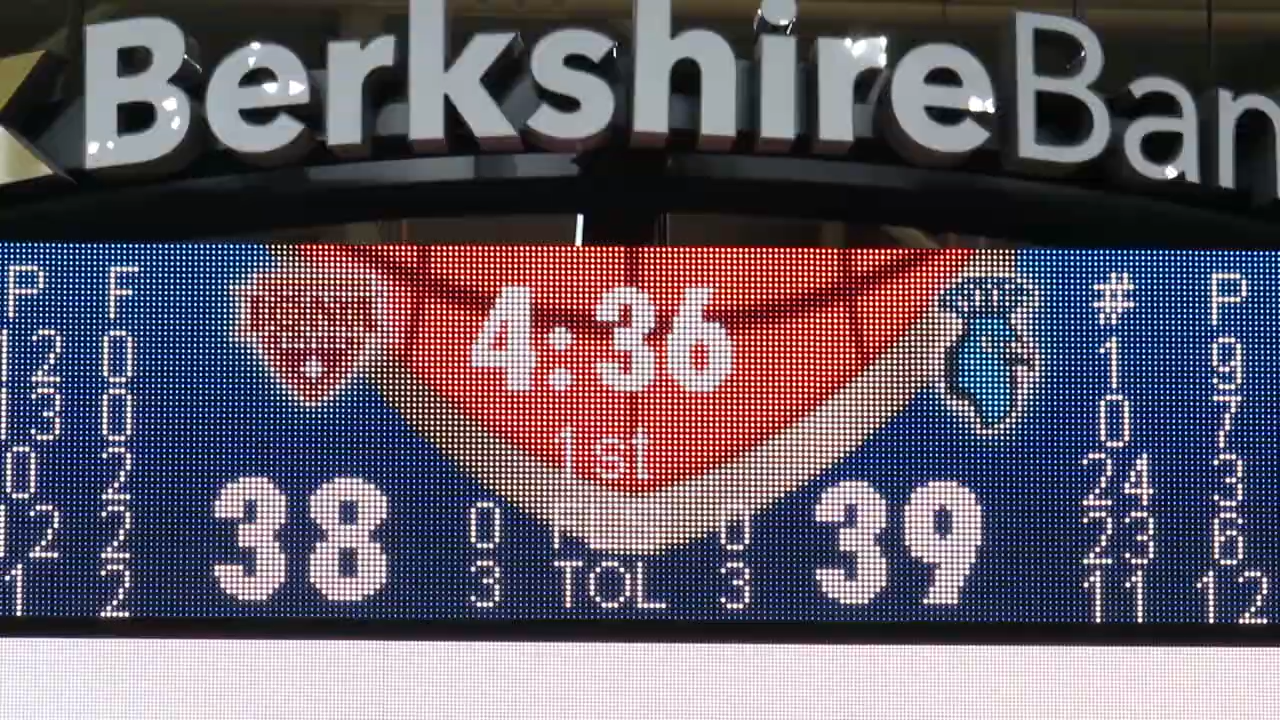 BerkshireBan
P F # P
4:36
12 0 1 9
13 0 0 7
1st
0 2 24 3
38 39
12 2 0 0 23 6
1 2 3 TOL 3 11 12